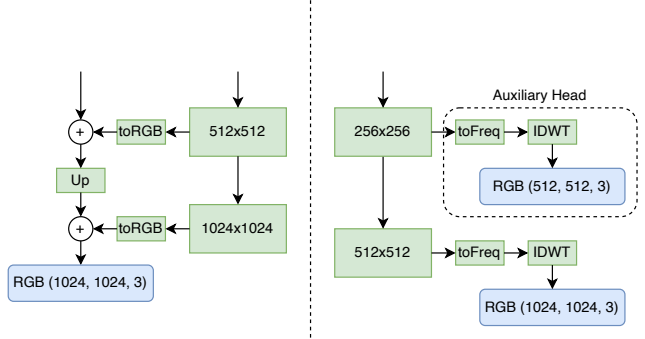 +
toRGB
512x512
Up
+
toRGB
1024x1024
RGB (1024, 1024, 3)
Auxiliary Head
256x256
toFreq
IDWT
RGB (512, 512, 3)
512x512
toFreq
IDWT
RGB (1024, 1024, 3)